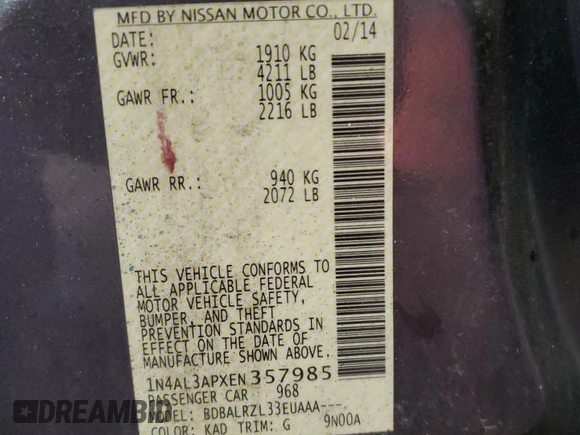 MFD BY NISSAN MOTOR CO., LTD.
DATE: 02/14
GVWR: 1910 KG
4211 LB
GAWR FR.: 1005 KG
2216 LB
GAWR RR.: 940 KG
2072 LB
THIS VEHICLE CONFORMS TO
ALL APPLICABLE FEDERAL
MOTOR VEHICLE SAFETY,
BUMPER, AND THEFT
PREVENTION STANDARDS IN
EFFECT ON THE DATE OF
MANUFACTURE SHOWN ABOVE.
1N4AL3APXEN357985
PASSENGER CAR 968
MODEL: BDBALRZL33EUAAA---
COLOR: KAD TRIM: G 9N00A
DREAMBID